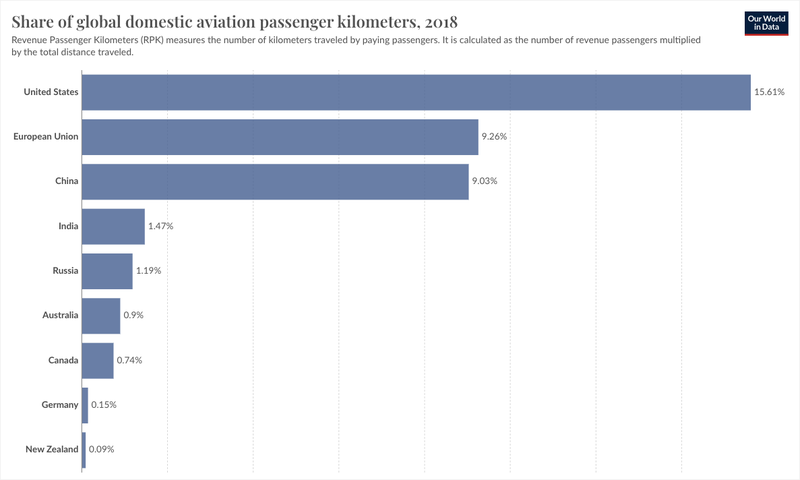 Share of global domestic aviation passenger kilometers, 2018
Our World
in Data
Revenue Passenger Kilometers (RPK) measures the number of kilometers traveled by paying passengers. It is calculated as the number of revenue passengers multiplied
by the total distance traveled.
United States 15.61%
European Union 9.26%
China 9.03%
India 1.47%
Russia 1.19%
Australia 0.9%
Canada 0.74%
Germany 0.15%
New Zealand 0.09%